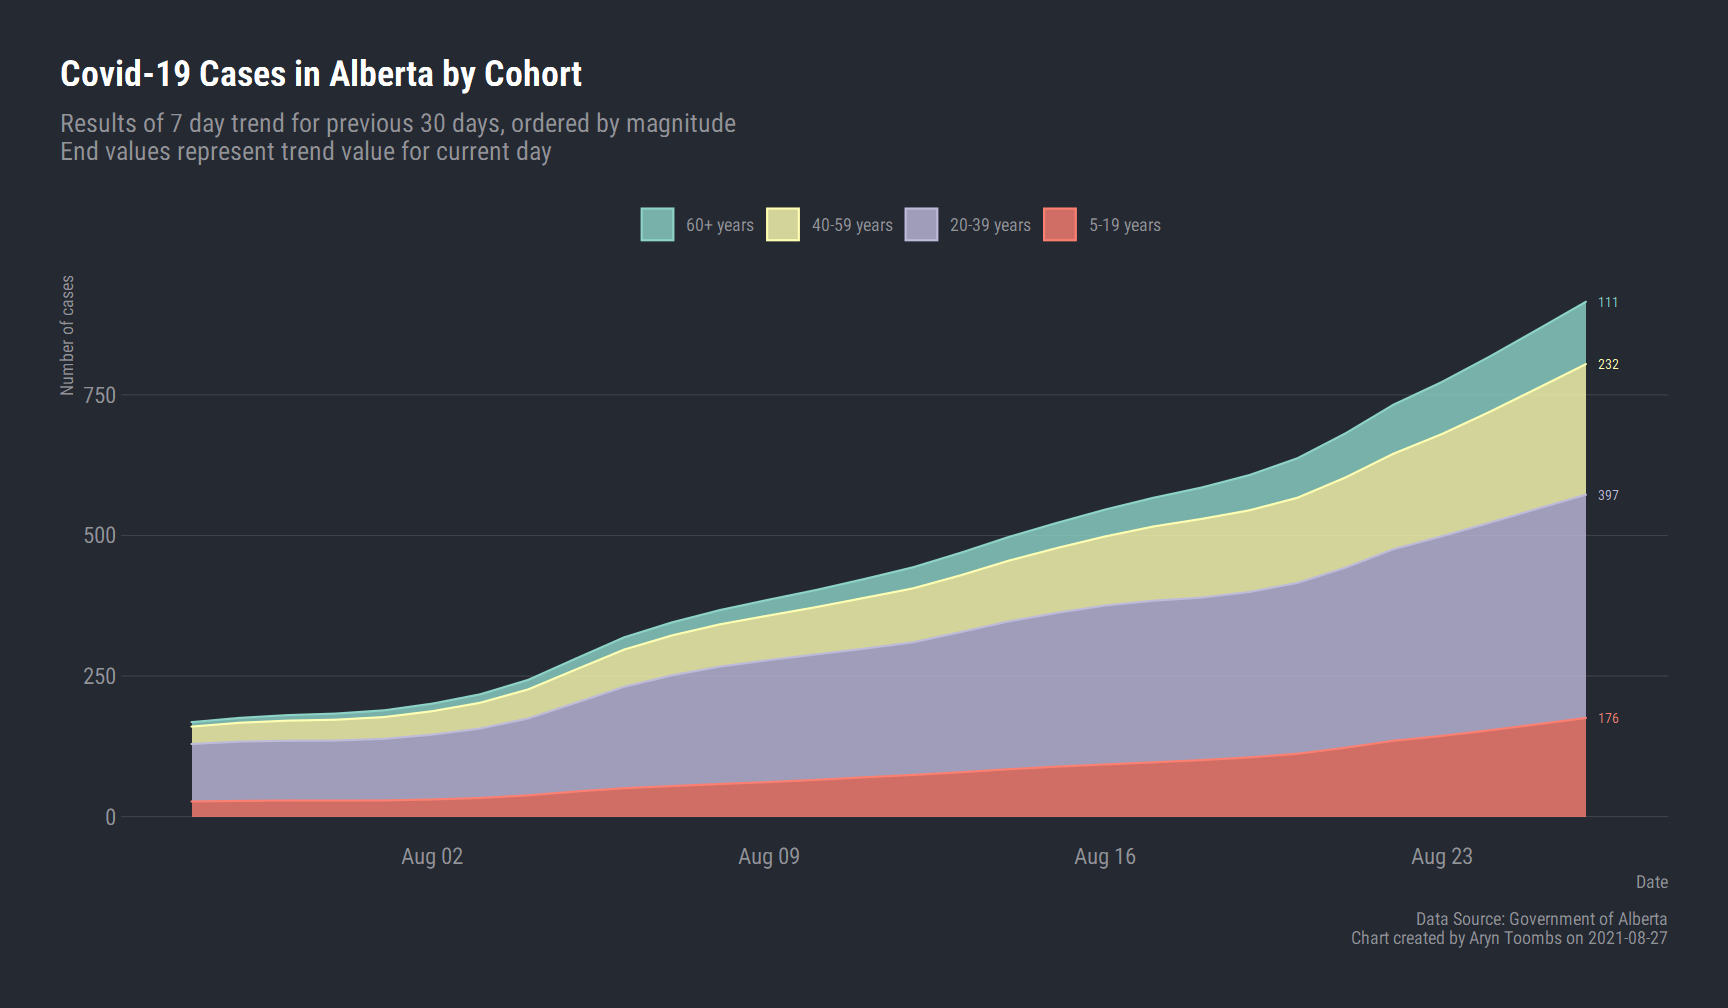 Covid-19 Cases in Alberta by Cohort
Results of 7 day trend for previous 30 days, ordered by magnitude
End values represent trend value for current day
60+ years 40-59 years 20-39 years 5-19 years
Number of cases
750
500
250
0
111
232
397
176
Aug 02 Aug 09 Aug 16 Aug 23
Date
Data Source: Government of Alberta
Chart created by Aryn Toombs on 2021-08-27